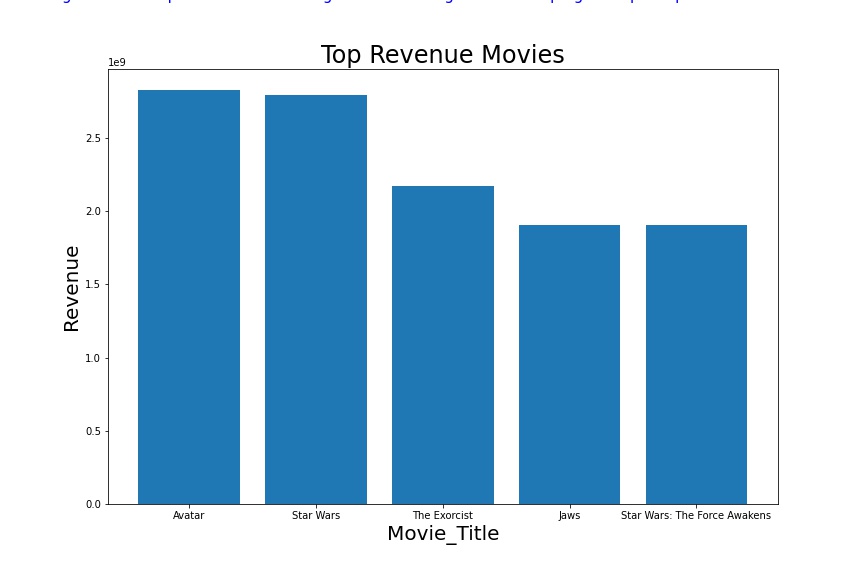 Top Revenue Movies
1e9
2.5
2.0
1.5
1.0
0.5
0.0
Revenue
Avatar Star Wars The Exorcist Jaws Star Wars: The Force Awakens
Movie_Title